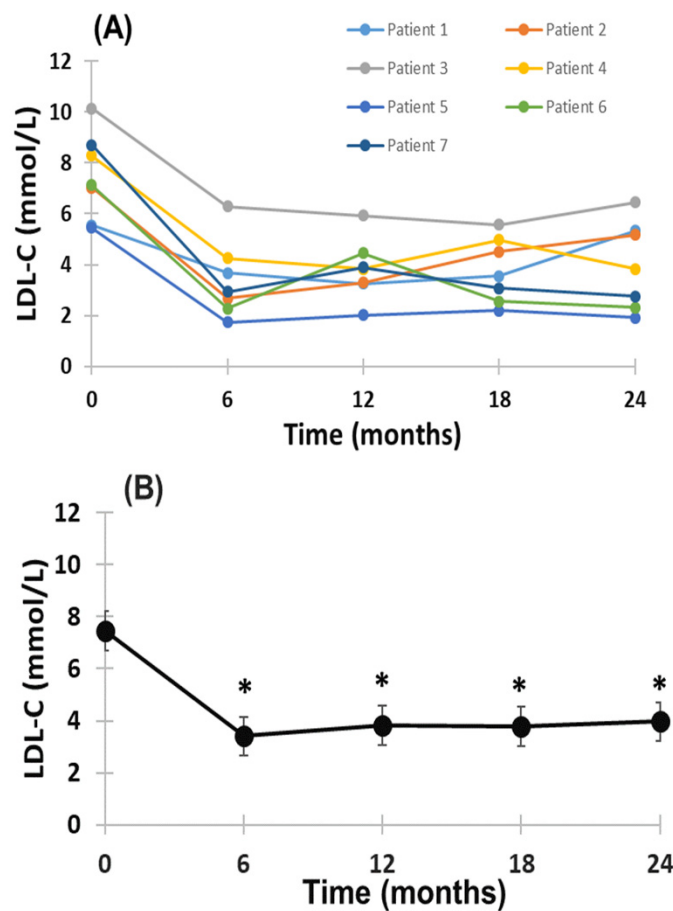 (A)
Patient 1 Patient 2
Patient 3 Patient 4
Patient 5 Patient 6
Patient 7
LDL-C (mmol/L)
12
10
8
6
4
2
0
0 6 12 18 24
Time (months)
(B)
LDL-C (mmol/L)
12
10
8
6
4
2
0
* * * *
0 6 12 18 24
Time (months)